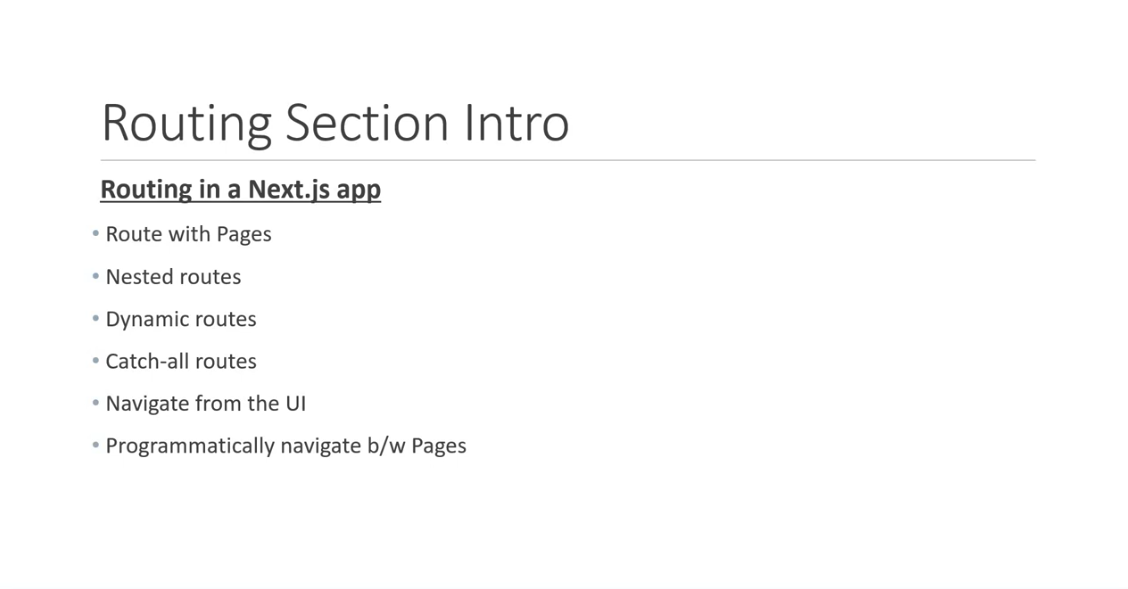 Routing Section Intro
Routing in a Next.js app
• Route with Pages
• Nested routes
• Dynamic routes
• Catch-all routes
• Navigate from the UI
• Programmatically navigate b/w Pages